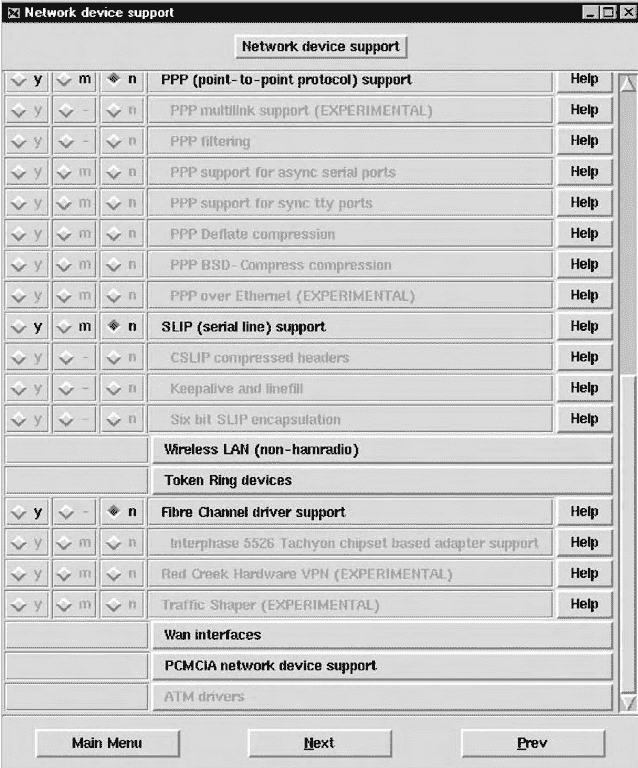 Network device support
Network device support
y m n PPP (point-to-point protocol) support Help
y - n PPP multilink support (EXPERIMENTAL) Help
y - n PPP filtering Help
y m n PPP support for async serial ports Help
y m n PPP support for sync tty ports Help
y m n PPP Deflate compression Help
y m n PPP BSD-Compress compression Help
y m n PPP over Ethernet (EXPERIMENTAL) Help
y m n SLIP (serial line) support Help
y - n CSLIP compressed headers Help
y - n Keepalive and linefill Help
y - n Six bit SLIP encapsulation Help
Wireless LAN (non-hamradio)
Token Ring devices
y - n Fibre Channel driver support Help
y m n Interphase 5526 Tachyon chipset based adapter support Help
y m n Red Creek Hardware VPN (EXPERIMENTAL) Help
y m n Traffic Shaper (EXPERIMENTAL) Help
Wan interfaces
PCMCIA network device support
ATM drivers
Main Menu Next Prev